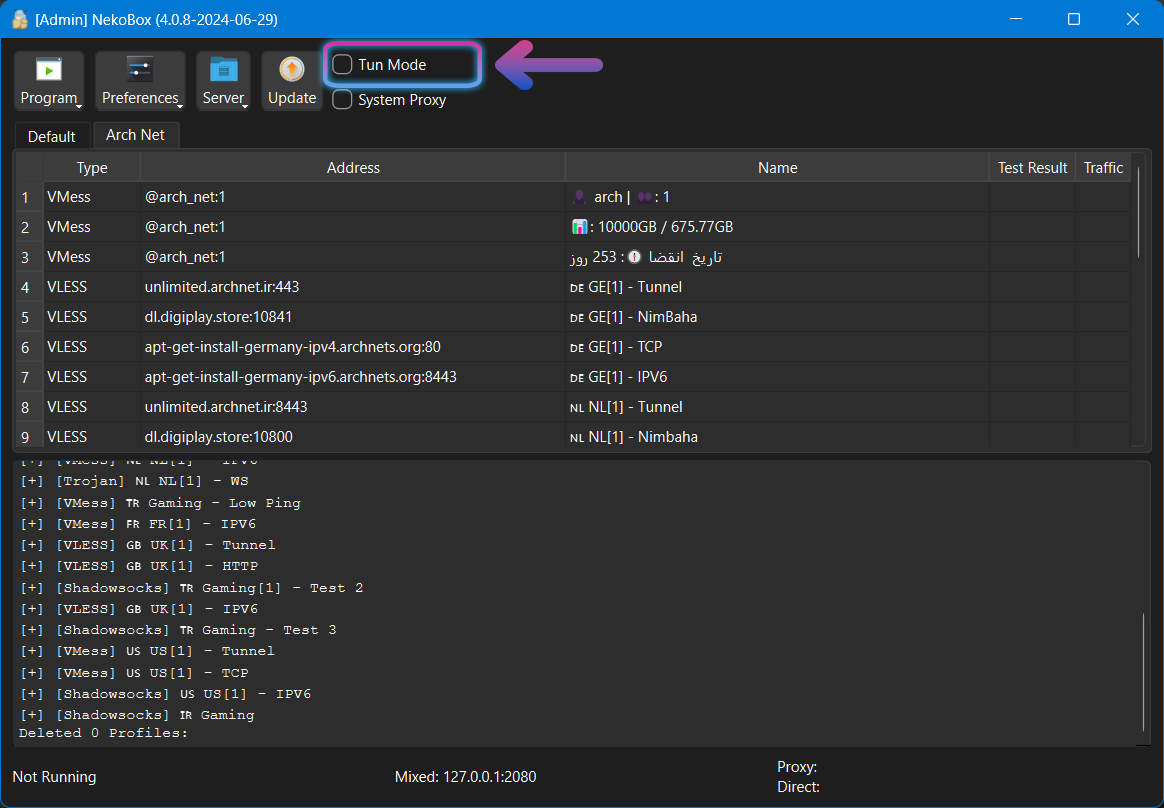 [Admin] NekoBox (4.0.8-2024-06-29)
Program
Preferences
Server
Update
Tun Mode
System Proxy
Default
Arch Net
Type Address Name Test Result Traffic
1 VMess @arch_net:1 arch | : 1
2 VMess @arch_net:1 : 10000GB / 675.77GB
3 VMess @arch_net:1 تاریخ انقضا : 253 روز
4 VLESS unlimited.archnet.ir:443 DE GE[1] - Tunnel
5 VLESS dl.digiplay.store:10841 DE GE[1] - NimBaha
6 VLESS apt-get-install-germany-ipv4.archnets.org:80 DE GE[1] - TCP
7 VLESS apt-get-install-germany-ipv6.archnets.org:8443 DE GE[1] - IPV6
8 VLESS unlimited.archnet.ir:8443 NL NL[1] - Tunnel
9 VLESS dl.digiplay.store:10800 NL NL[1] - Nimbaha
[+] [VMess] NL NL[1] - IPV6
[+] [Trojan] NL NL[1] - WS
[+] [VMess] TR Gaming - Low Ping
[+] [VMess] FR FR[1] - IPV6
[+] [VLESS] GB UK[1] - Tunnel
[+] [VLESS] GB UK[1] - HTTP
[+] [Shadowsocks] TR Gaming[1] - Test 2
[+] [VLESS] GB UK[1] - IPV6
[+] [Shadowsocks] TR Gaming - Test 3
[+] [VMess] US US[1] - Tunnel
[+] [VMess] US US[1] - TCP
[+] [Shadowsocks] US US[1] - IPV6
[+] [Shadowsocks] IR Gaming
Deleted 0 Profiles:
Not Running
Mixed: 127.0.0.1:2080
Proxy:
Direct: